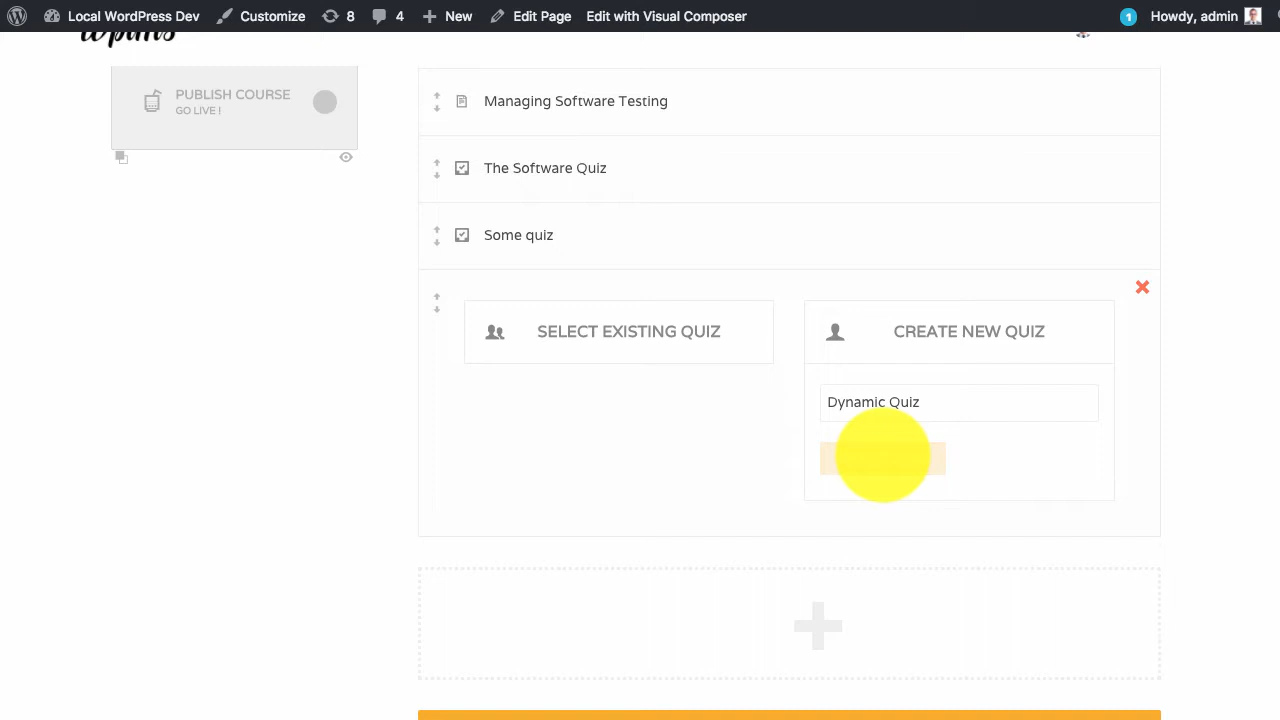 Local WordPress Dev 8 4 New Edit Page Edit with Visual Composer 1 Howdy, admin
Customize
PUBLISH COURSE
GO LIVE !
Managing Software Testing
The Software Quiz
Some quiz
SELECT EXISTING QUIZ
CREATE NEW QUIZ
Dynamic Quiz